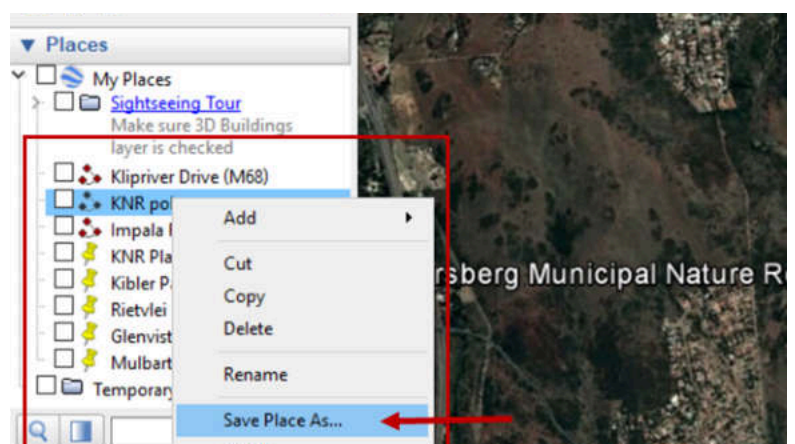 Places
My Places
Sightseeing Tour
Make sure 3D Buildings
layer is checked
Klipriver Drive (M68)
KNR pol
Impala
KNR Pla
Kibler P
Rietvlei
Glenvist
Mulbart
Temporary
Add
Cut
Copy
Delete
Rename
Save Place As...
rsberg Municipal Nature Re